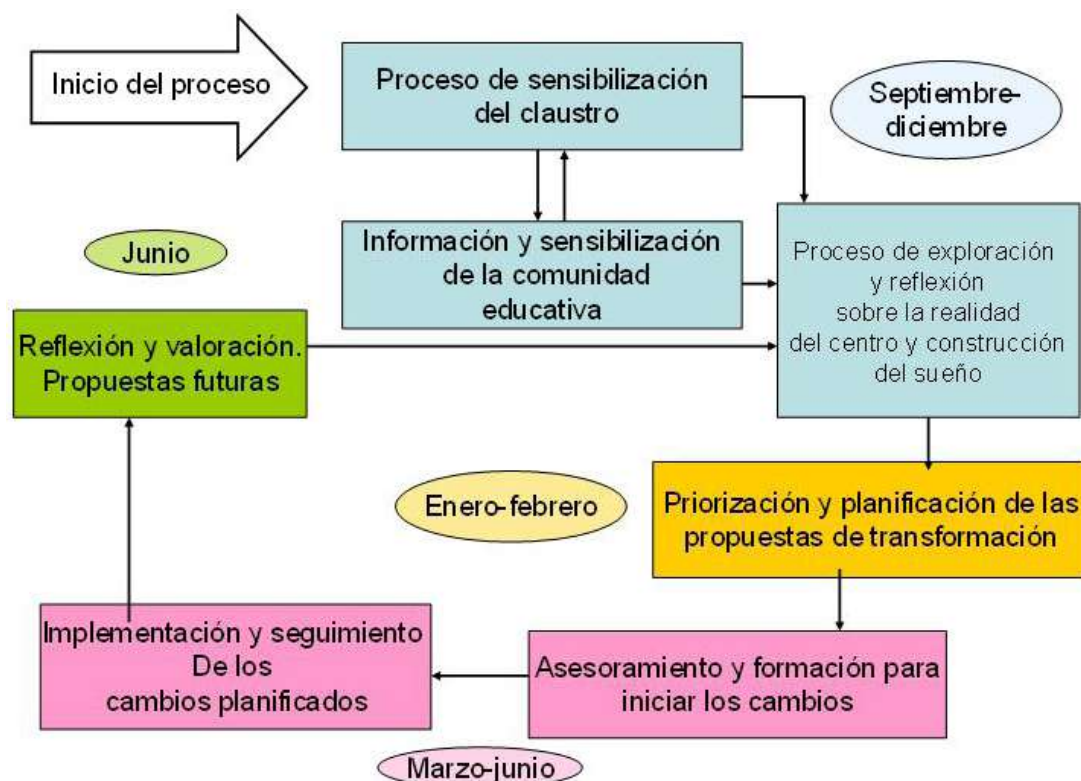 Inicio del proceso
Proceso de sensibilización
del claustro
Septiembre-
diciembre
Información y sensibilización
de la comunidad
educativa
Proceso de exploración
y reflexión
sobre la realidad
del centro y construcción
del sueño
Junio
Reflexión y valoración.
Propuestas futuras
Enero-febrero
Priorización y planificación de las
propuestas de transformación
Implementación y seguimiento
De los
cambios planificados
Asesoramiento y formación para
iniciar los cambios
Marzo-junio